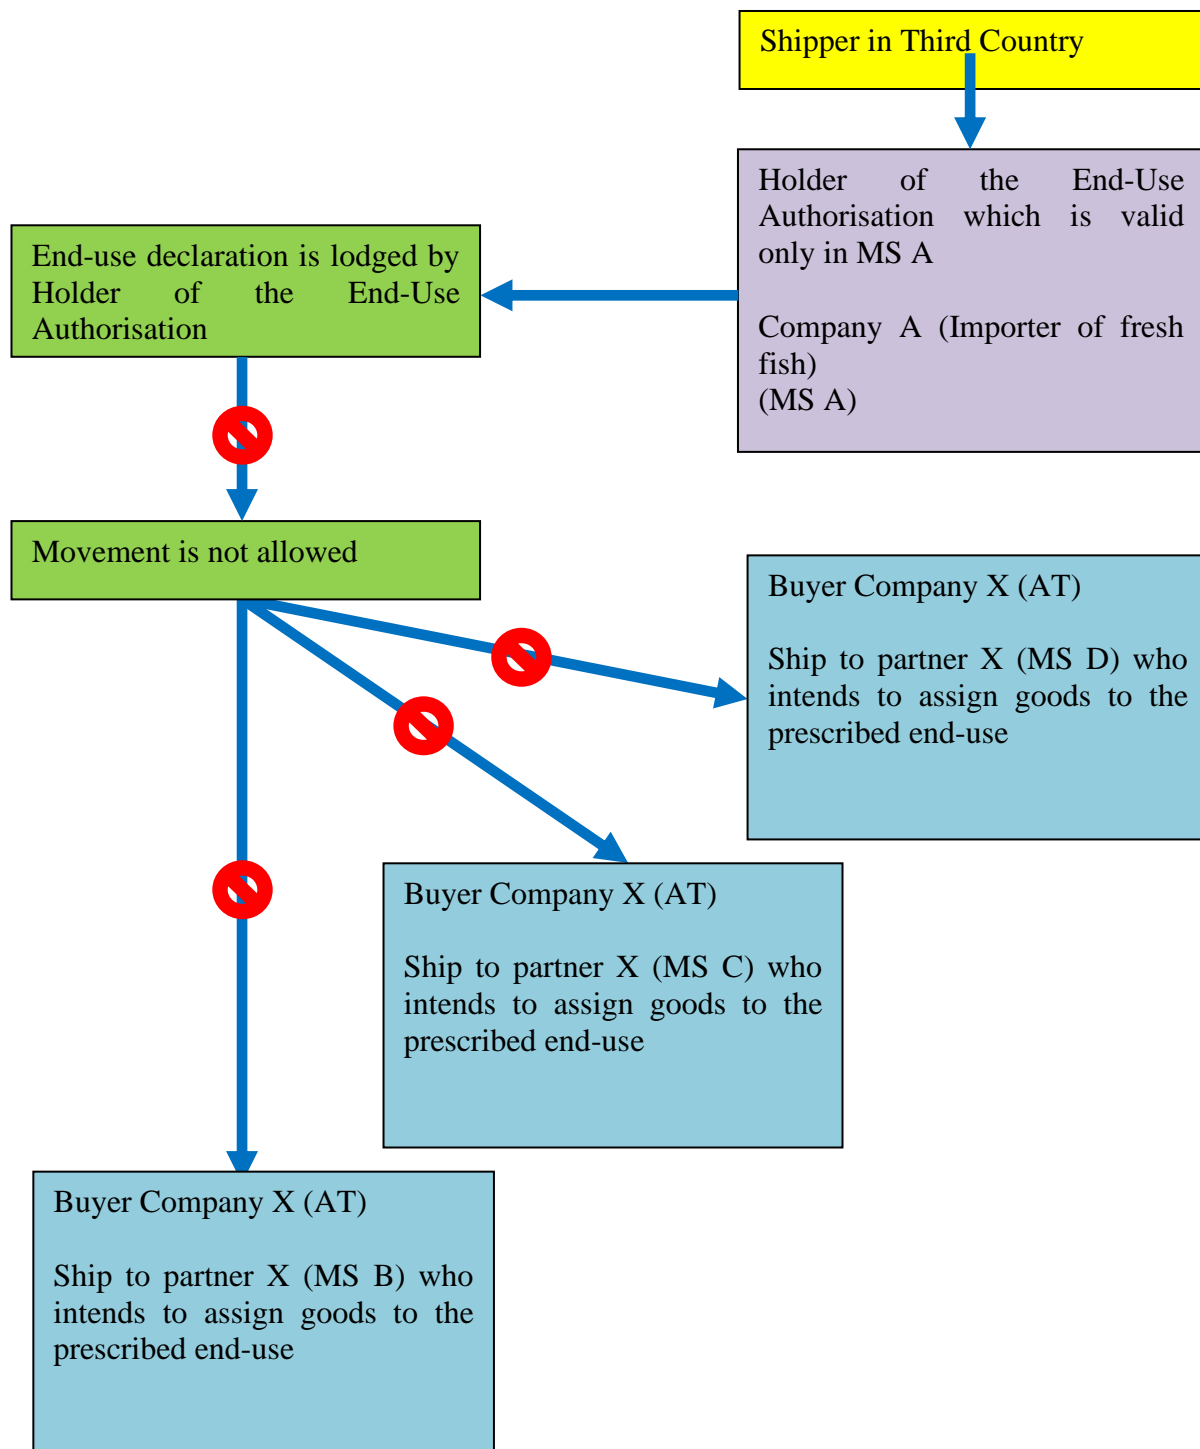 Shipper in Third Country
Holder of the End-Use
Authorisation which is valid
only in MS A
Company A (Importer of fresh
fish)
(MS A)
End-use declaration is lodged by
Holder of the End-Use
Authorisation
Movement is not allowed
Buyer Company X (AT)
Ship to partner X (MS D) who
intends to assign goods to the
prescribed end-use
Buyer Company X (AT)
Ship to partner X (MS C) who
intends to assign goods to the
prescribed end-use
Buyer Company X (AT)
Ship to partner X (MS B) who
intends to assign goods to the
prescribed end-use